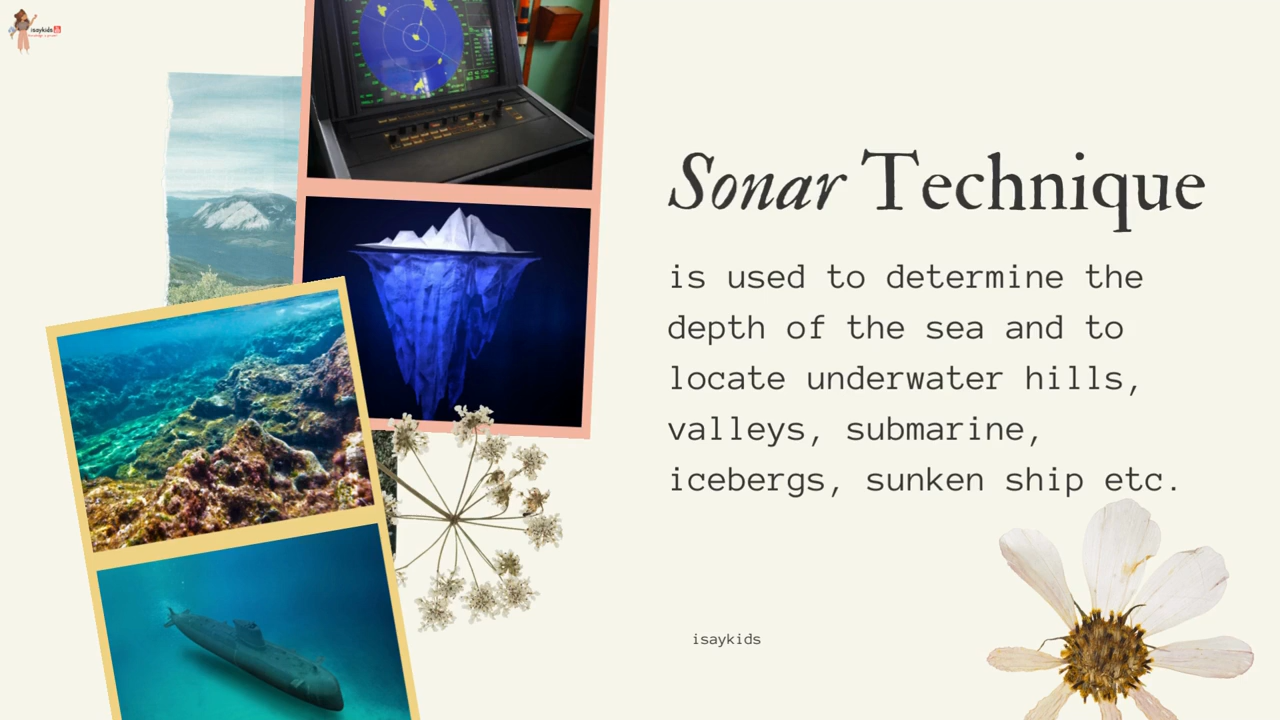 isaykids
Sonar Technique
is used to determine the
depth of the sea and to
locate underwater hills,
valleys, submarine,
icebergs, sunken ship etc.
isaykids